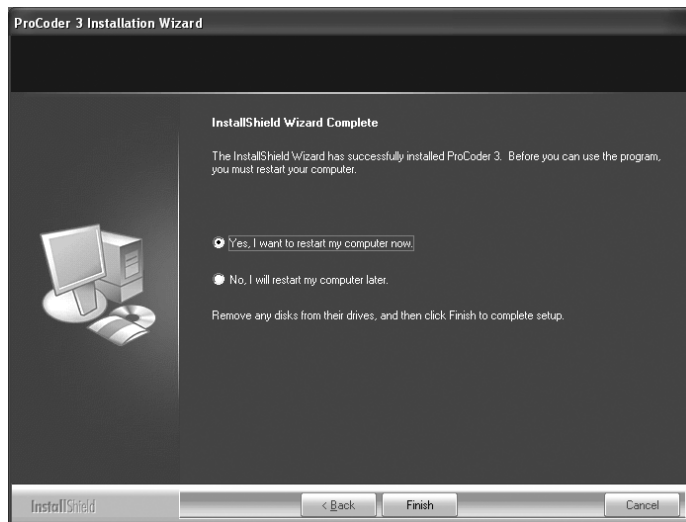 ProCoder 3 Installation Wizard
InstallShield Wizard Complete
The InstallShield Wizard has successfully installed ProCoder 3. Before you can use the program,
you must restart your computer.
Yes, I want to restart my computer now.
No, I will restart my computer later.
Remove any disks from their drives, and then click Finish to complete setup.
InstallShield
< Back
Finish
Cancel